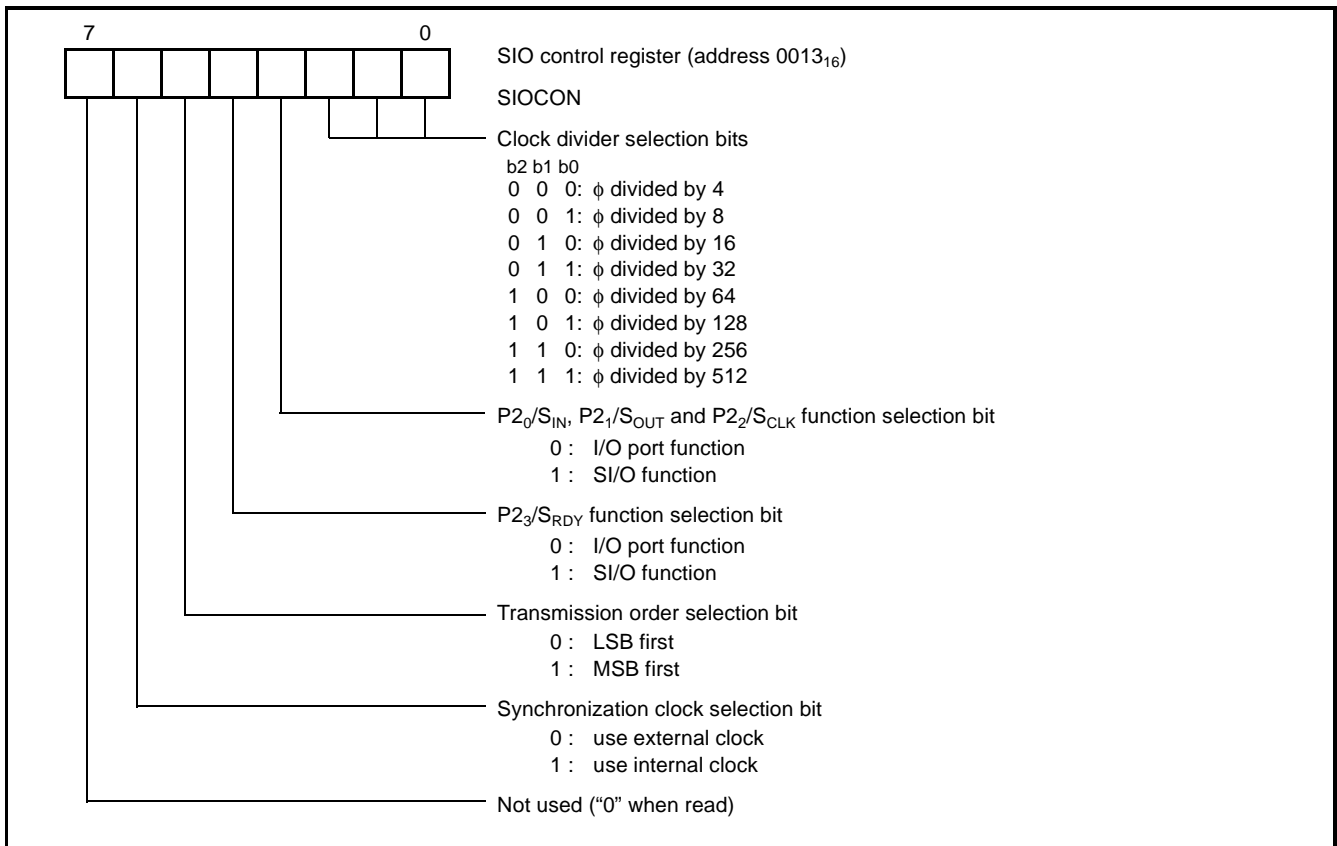 7 0
SIO control register (address 0013₁₆)
SIOCON
Clock divider selection bits
b2 b1 b0
0 0 0: ϕ divided by 4
0 0 1: ϕ divided by 8
0 1 0: ϕ divided by 16
0 1 1: ϕ divided by 32
1 0 0: ϕ divided by 64
1 0 1: ϕ divided by 128
1 1 0: ϕ divided by 256
1 1 1: ϕ divided by 512
P2₀/S_IN, P2₁/S_OUT and P2₂/S_CLK function selection bit
0 : I/O port function
1 : SI/O function
P2₃/S_RDY function selection bit
0 : I/O port function
1 : SI/O function
Transmission order selection bit
0 : LSB first
1 : MSB first
Synchronization clock selection bit
0 : use external clock
1 : use internal clock
Not used (“0” when read)